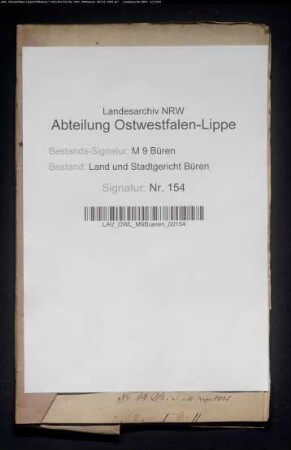 Landesarchiv NRW
Abteilung Ostwestfalen-Lippe
Bestands-Signatur: M 9 Büren
Bestand: Land und Stadtgericht Büren
Signatur: Nr. 154
LAV_OWL_M9Bueren_00154